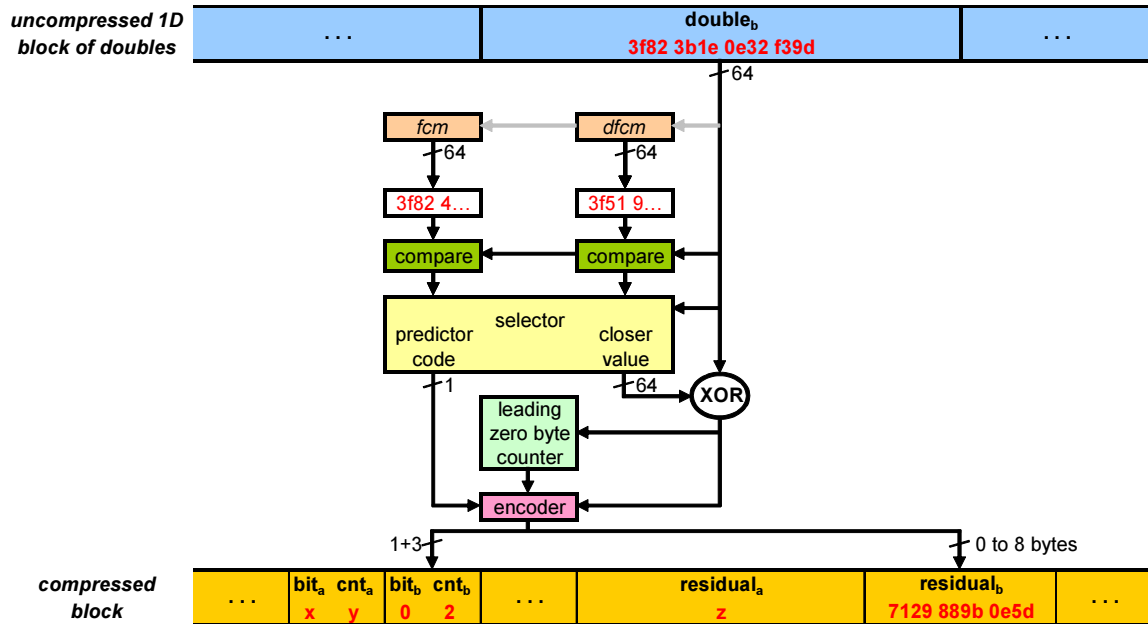 uncompressed 1D
block of doubles
. . .
double_b
3f82 3b1e 0e32 f39d
. . .
64
fcm
dfcm
64
64
3f82 4…
3f51 9…
compare
compare
selector
predictor
code
closer
value
1
64
XOR
leading
zero byte
counter
encoder
1+3
0 to 8 bytes
compressed
block
. . .
bit_a cnt_a
x y
bit_b cnt_b
0 2
. . .
residual_a
z
residual_b
7129 889b 0e5d
. . .